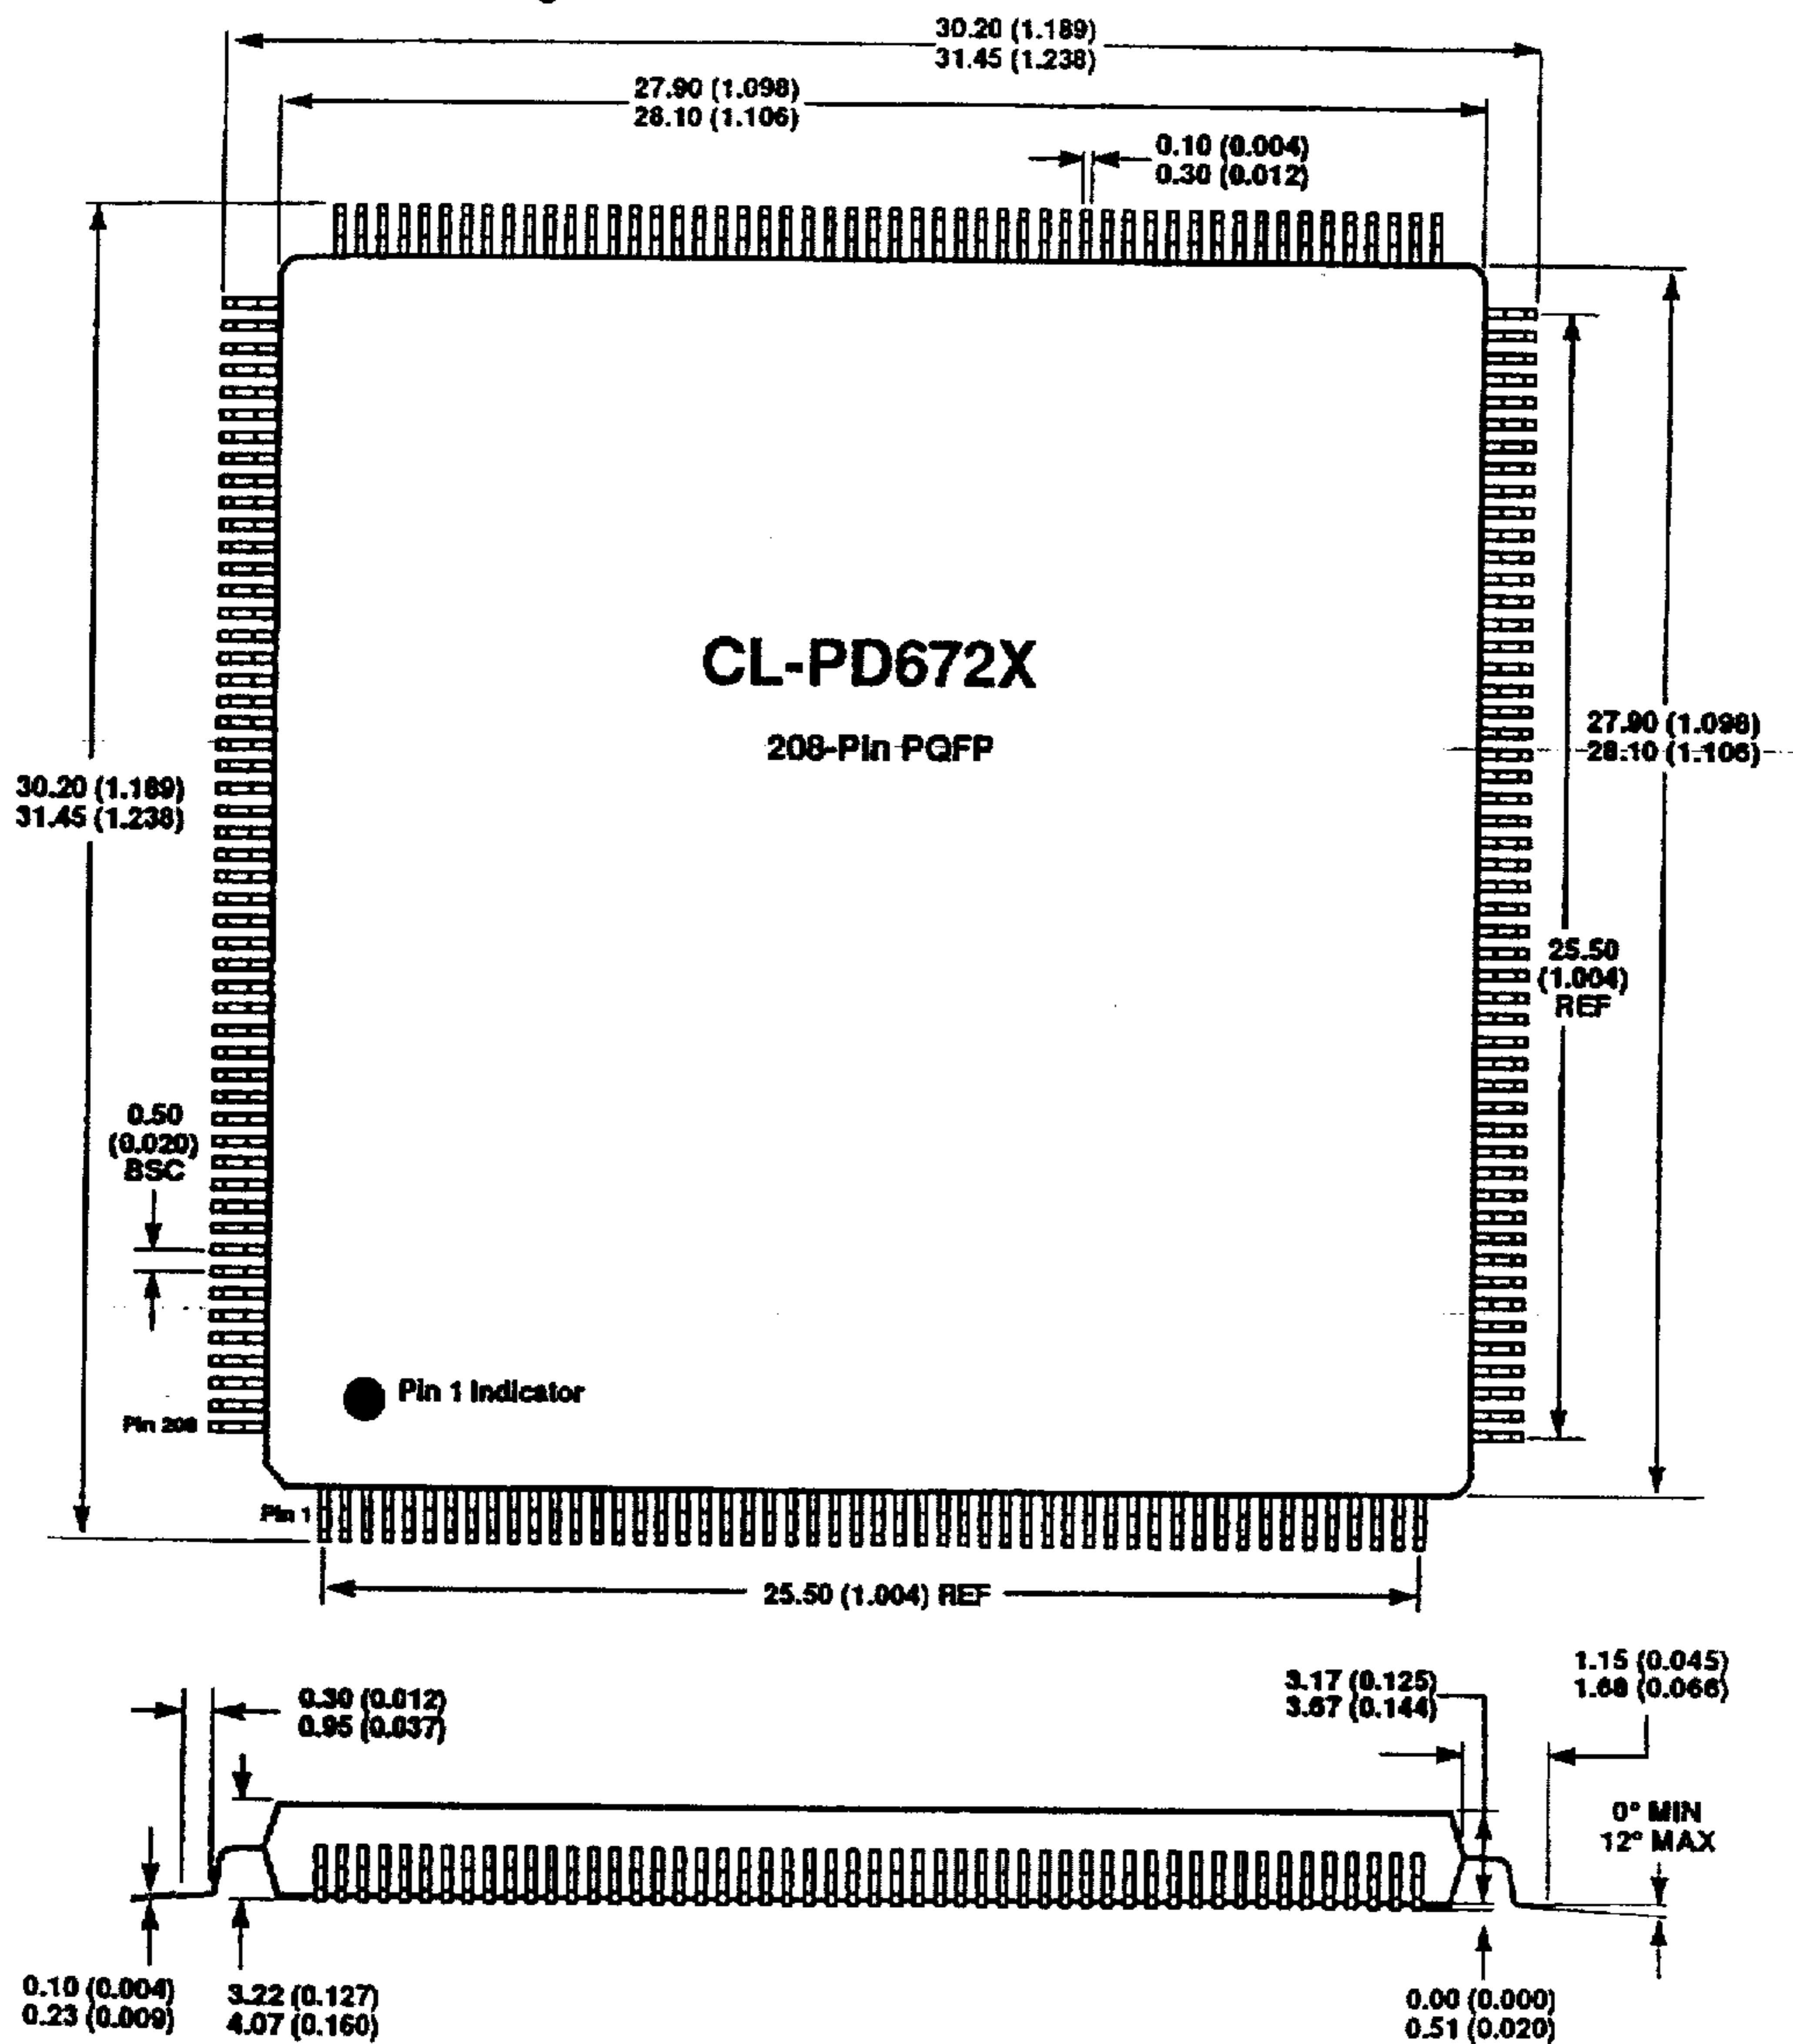 30.20 (1.189)
31.45 (1.238)
27.90 (1.098)
28.10 (1.106)
0.10 (0.004)
0.30 (0.012)
CL-PD672X
208-Pin PQFP
27.90 (1.098)
28.10 (1.106)
30.20 (1.189)
31.45 (1.238)
25.50
(1.004)
REF
0.50
(0.020)
BSC
Pin 1 Indicator
Pin 208
Pin 1
25.50 (1.004) REF
0.30 (0.012)
0.95 (0.037)
3.17 (0.125)
3.67 (0.144)
1.15 (0.045)
1.68 (0.066)
0° MIN
12° MAX
0.10 (0.004)
0.23 (0.009)
3.22 (0.127)
4.07 (0.160)
0.00 (0.000)
0.51 (0.020)